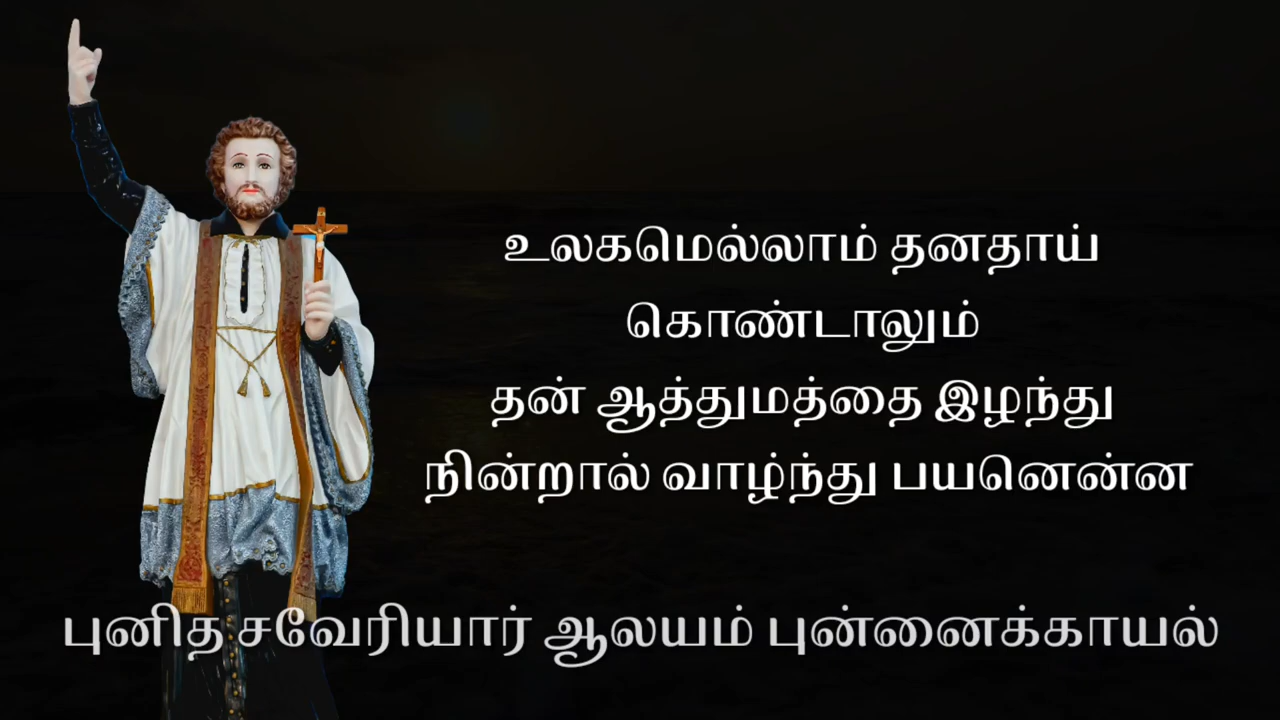 உலகமெல்லாம் தனதாய்
கொண்டாலும்
தன் ஆத்துமத்தை இழந்து
நின்றால் வாழ்ந்து பயனென்ன
புனித சவேரியார் ஆலயம் புன்னைக்காயல்